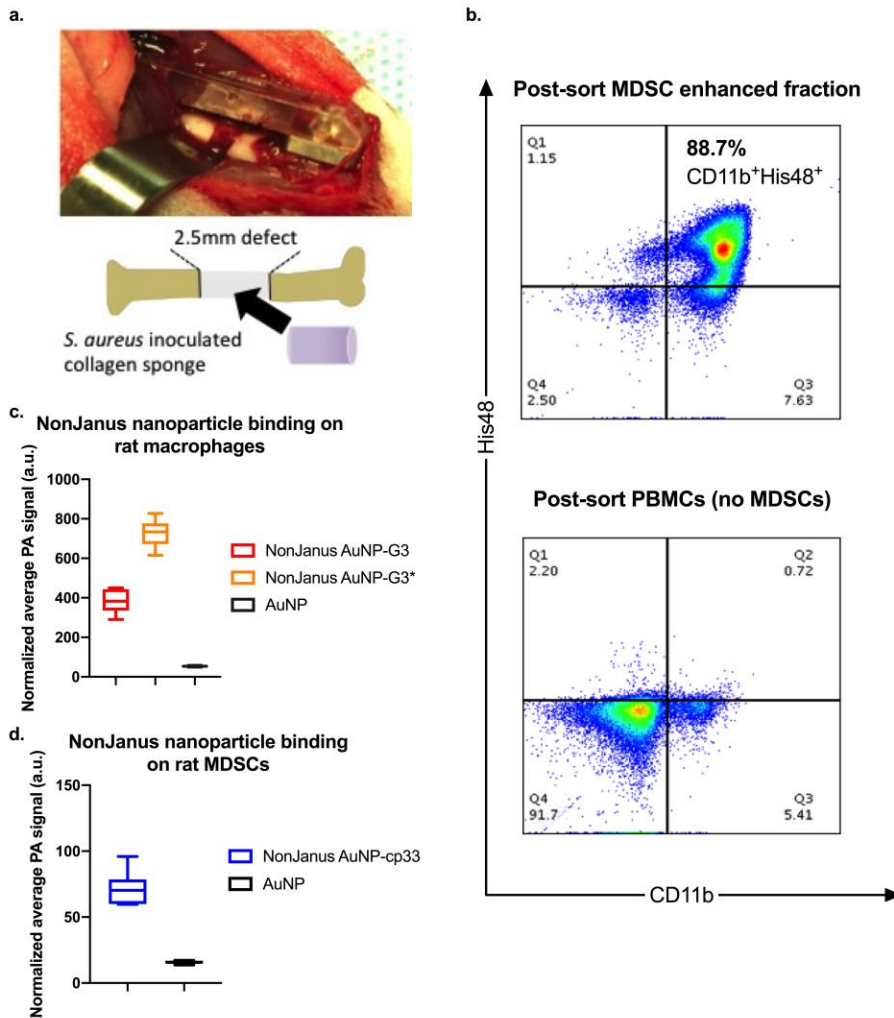 a.
2.5mm defect
S. aureus inoculated
collagen sponge
b.
Post-sort MDSC enhanced fraction
Q1
1.15
88.7%
CD11b⁺His48⁺
Q4
2.50
Q3
7.63
His48
Post-sort PBMCs (no MDSCs)
Q1
2.20
Q2
0.72
Q4
91.7
Q3
5.41
CD11b
c.
NonJanus nanoparticle binding on
rat macrophages
Normalized average PA signal (a.u.)
1000
800
600
400
200
0
NonJanus AuNP-G3
NonJanus AuNP-G3*
AuNP
d.
NonJanus nanoparticle binding
on rat MDSCs
Normalized average PA signal (a.u.)
150
100
50
0
NonJanus AuNP-cp33
AuNP